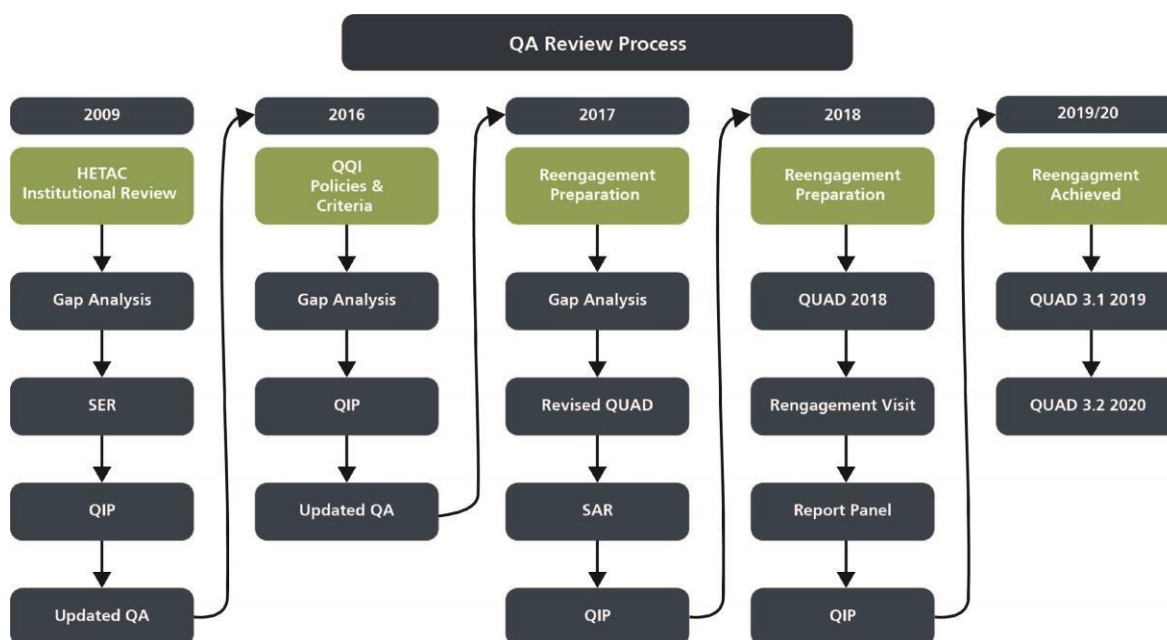 QA Review Process
2009
HETAC
Institutional Review
Gap Analysis
SER
QIP
Updated QA
2016
QQI
Policies &
Criteria
Gap Analysis
QIP
Updated QA
2017
Reengagement
Preparation
Gap Analysis
Revised QUAD
SAR
QIP
2018
Reengagement
Preparation
QUAD 2018
Rengagement Visit
Report Panel
QIP
2019/20
Reengagment
Achieved
QUAD 3.1 2019
QUAD 3.2 2020